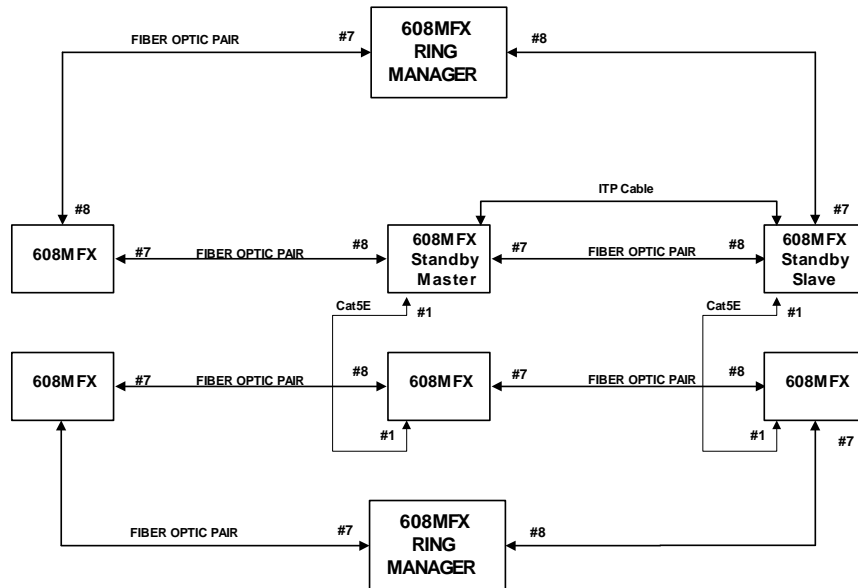 FIBER OPTIC PAIR
#7
608MFX
RING
MANAGER
#8
ITP Cable
#8
#7
608MFX
#7
FIBER OPTIC PAIR
#8
608MFX
Standby
Master
#7
FIBER OPTIC PAIR
#8
608MFX
Standby
Slave
Cat5E
#1
Cat5E
#1
608MFX
#7
FIBER OPTIC PAIR
#8
608MFX
#7
FIBER OPTIC PAIR
#8
608MFX
#1
#1
#7
FIBER OPTIC PAIR
#7
608MFX
RING
MANAGER
#8